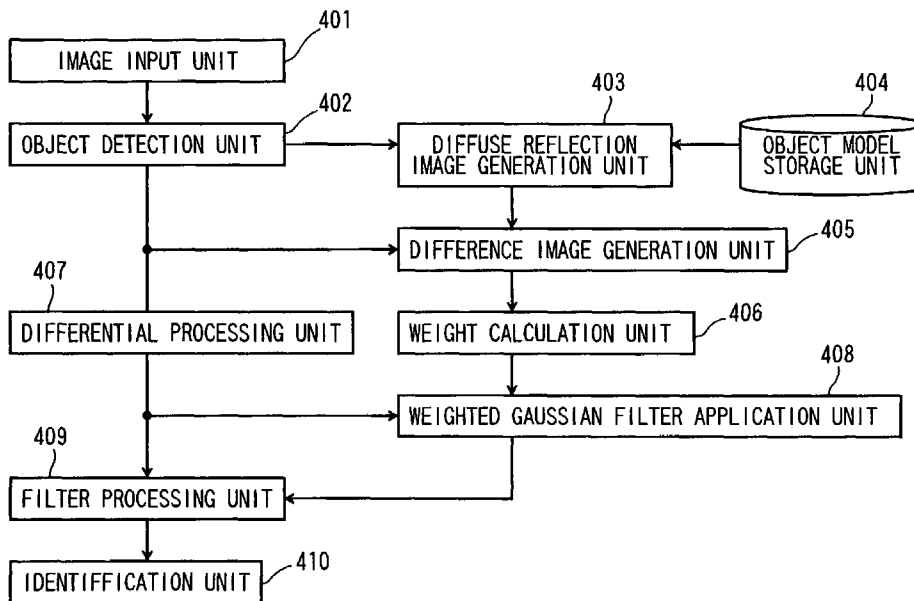 401
IMAGE INPUT UNIT
402
OBJECT DETECTION UNIT
403
DIFFUSE REFLECTION
IMAGE GENERATION UNIT
404
OBJECT MODEL
STORAGE UNIT
405
DIFFERENCE IMAGE GENERATION UNIT
407
DIFFERENTIAL PROCESSING UNIT
406
WEIGHT CALCULATION UNIT
408
WEIGHTED GAUSSIAN FILTER APPLICATION UNIT
409
FILTER PROCESSING UNIT
410
IDENTIFFICATION UNIT